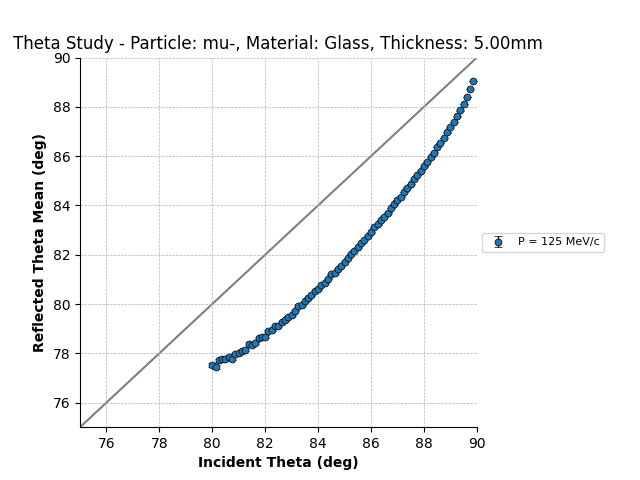 Theta Study - Particle: mu-, Material: Glass, Thickness: 5.00mm
90
88
86
84
82
80
78
76
Reflected Theta Mean (deg)
76 78 80 82 84 86 88 90
Incident Theta (deg)
P = 125 MeV/c